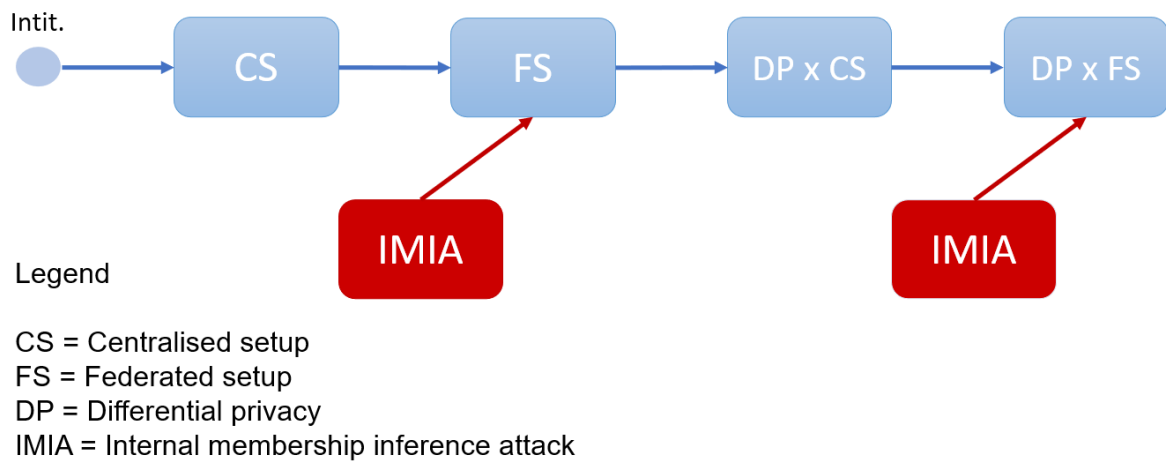 Intit.
CS
FS
DP x CS
DP x FS
IMIA
IMIA
Legend
CS = Centralised setup
FS = Federated setup
DP = Differential privacy
IMIA = Internal membership inference attack